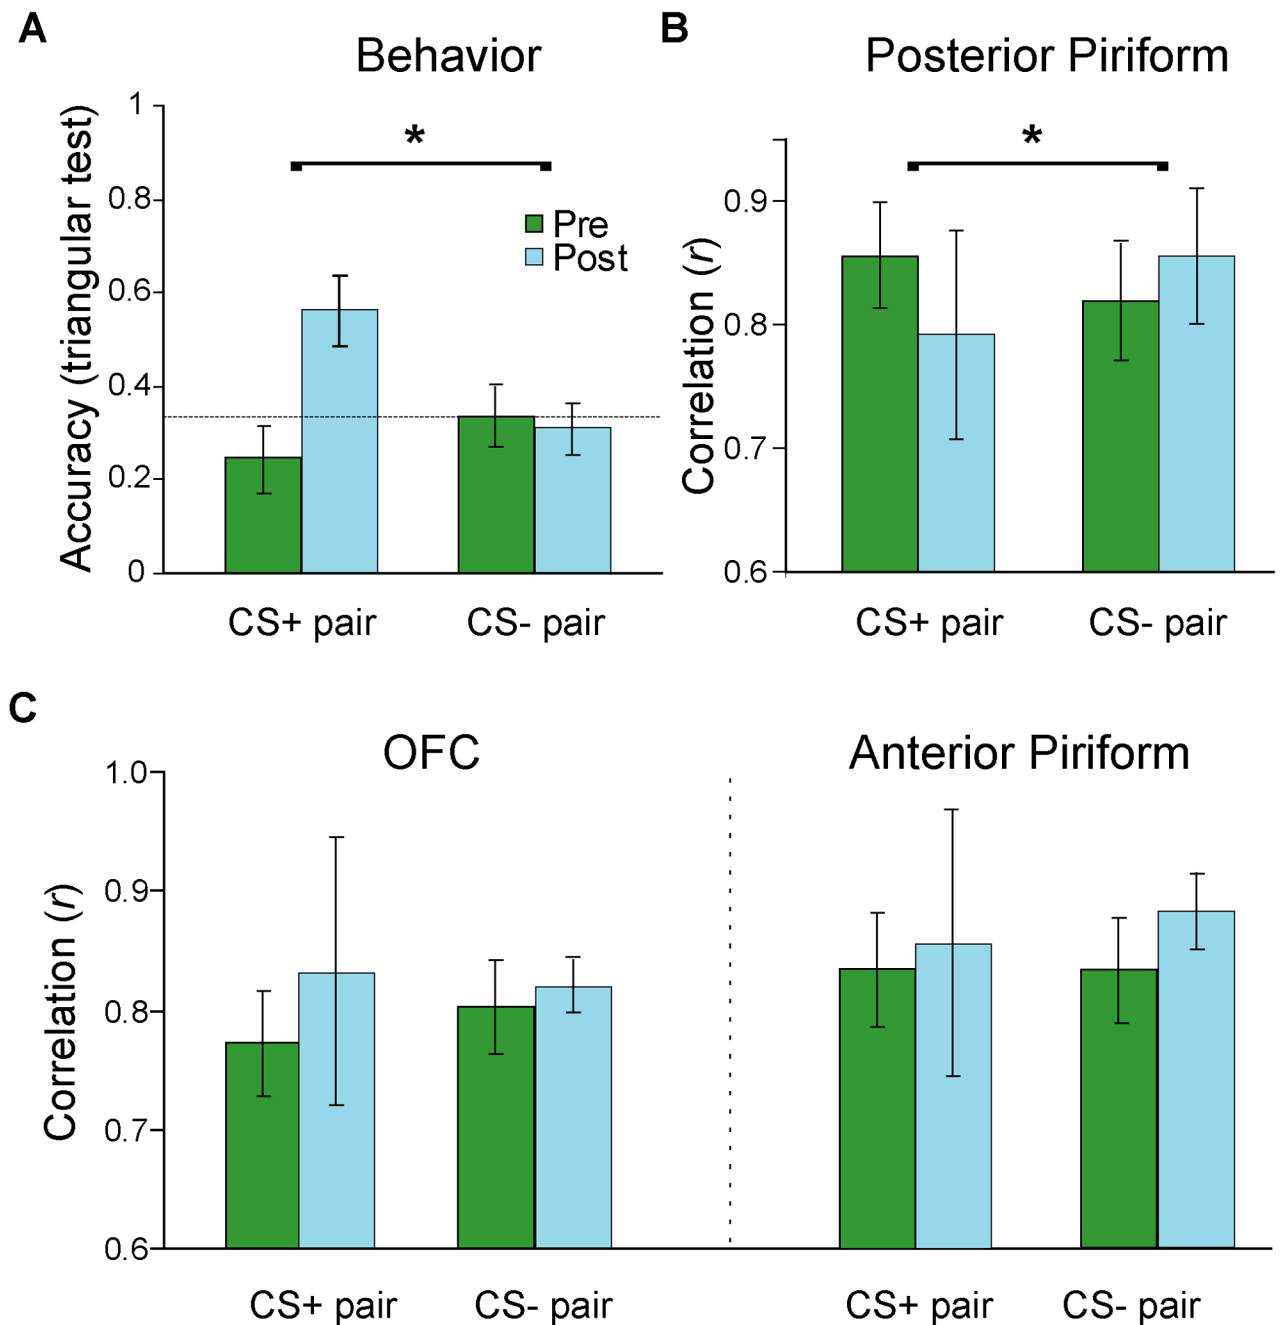 A
Behavior
Accuracy (triangular test)
1
0.8
0.6
0.4
0.2
0
*
Pre
Post
CS+ pair
CS- pair
B
Posterior Piriform
Correlation (r)
0.9
0.8
0.7
0.6
*
CS+ pair
CS- pair
C
OFC
Anterior Piriform
Correlation (r)
1.0
0.9
0.8
0.7
0.6
CS+ pair
CS- pair
CS+ pair
CS- pair